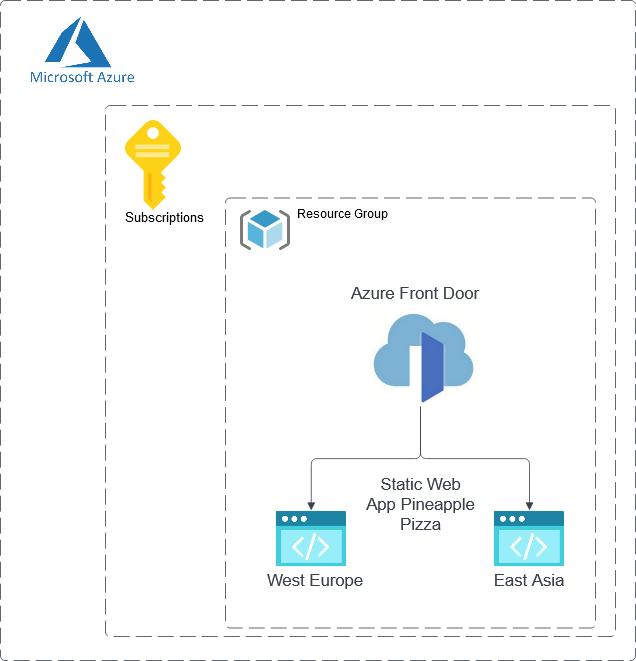 Microsoft Azure
Subscriptions
Resource Group
Azure Front Door
Static Web
App Pineapple
Pizza
West Europe
East Asia